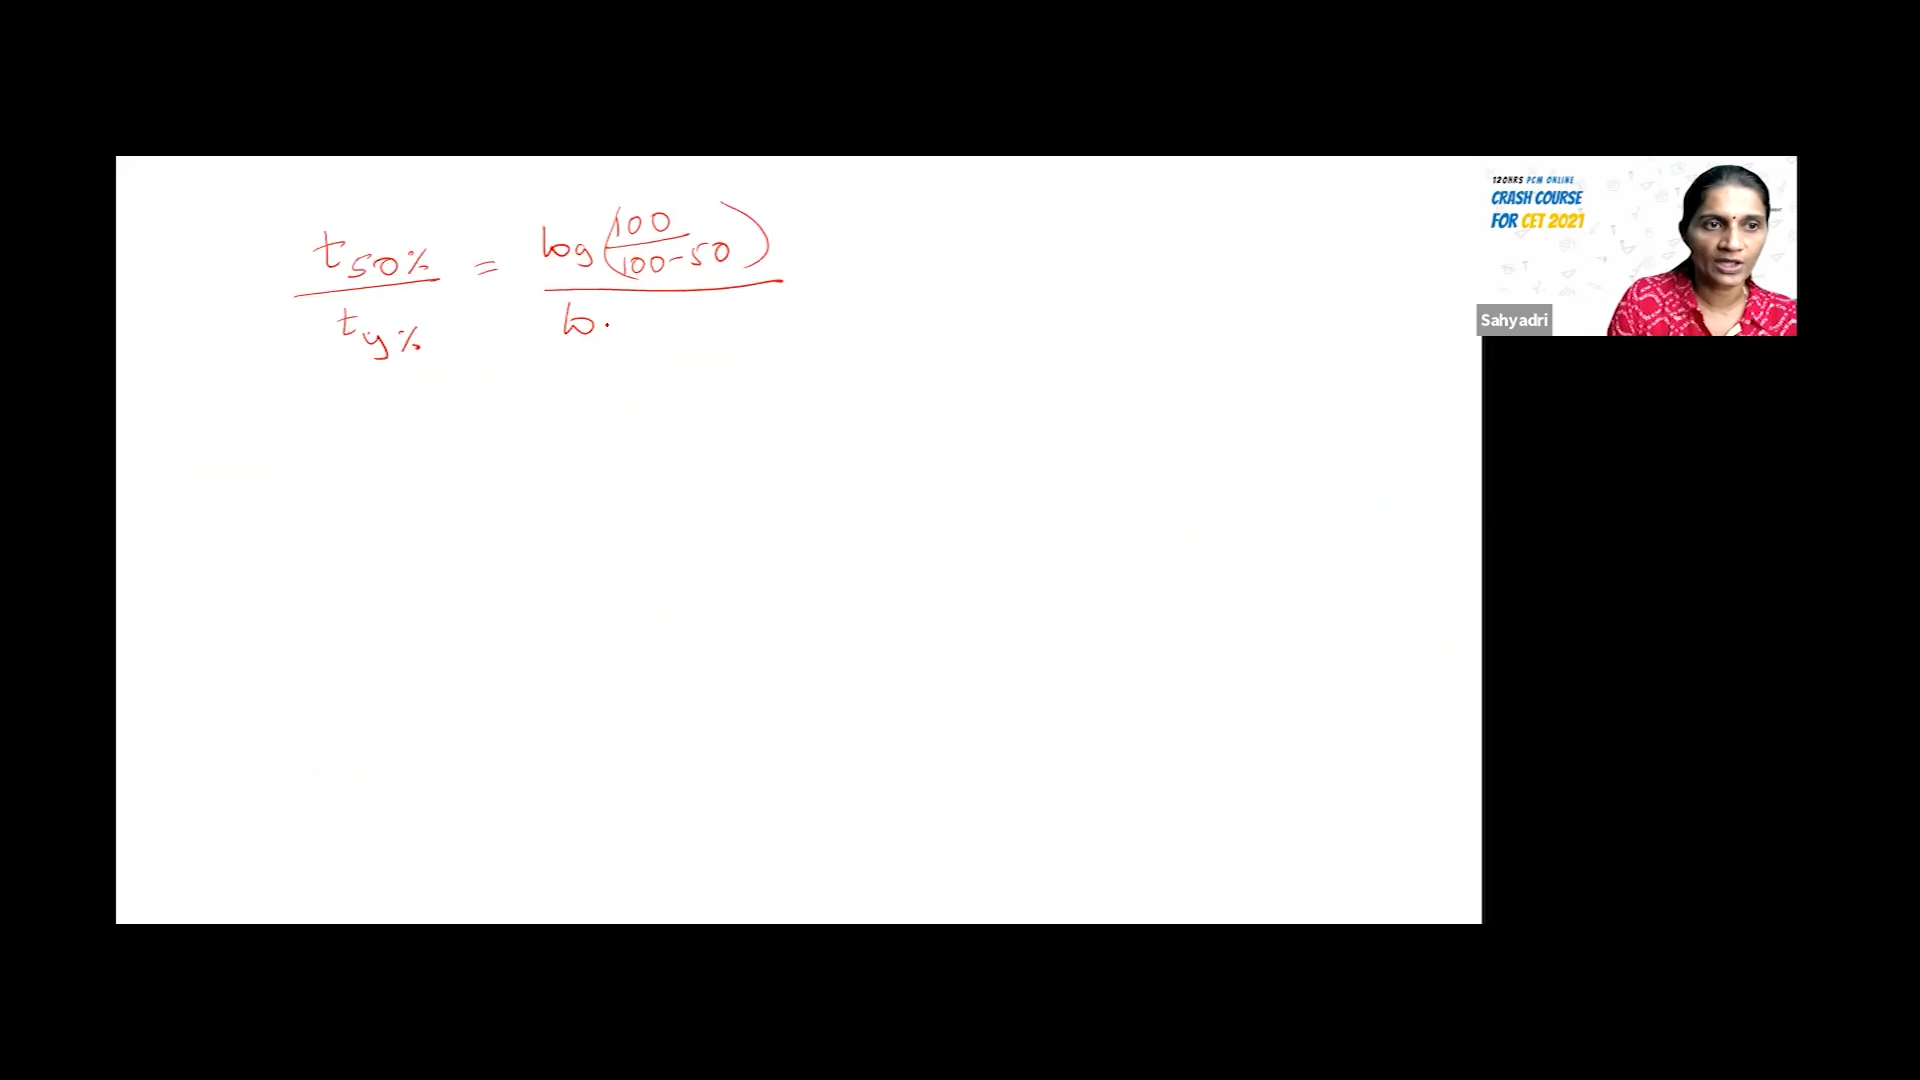 t50% / ty% = log(100/100-50) / lo.
120HRS PCM ONLINE
CRASH COURSE
FOR CET 2021
Sahyadri